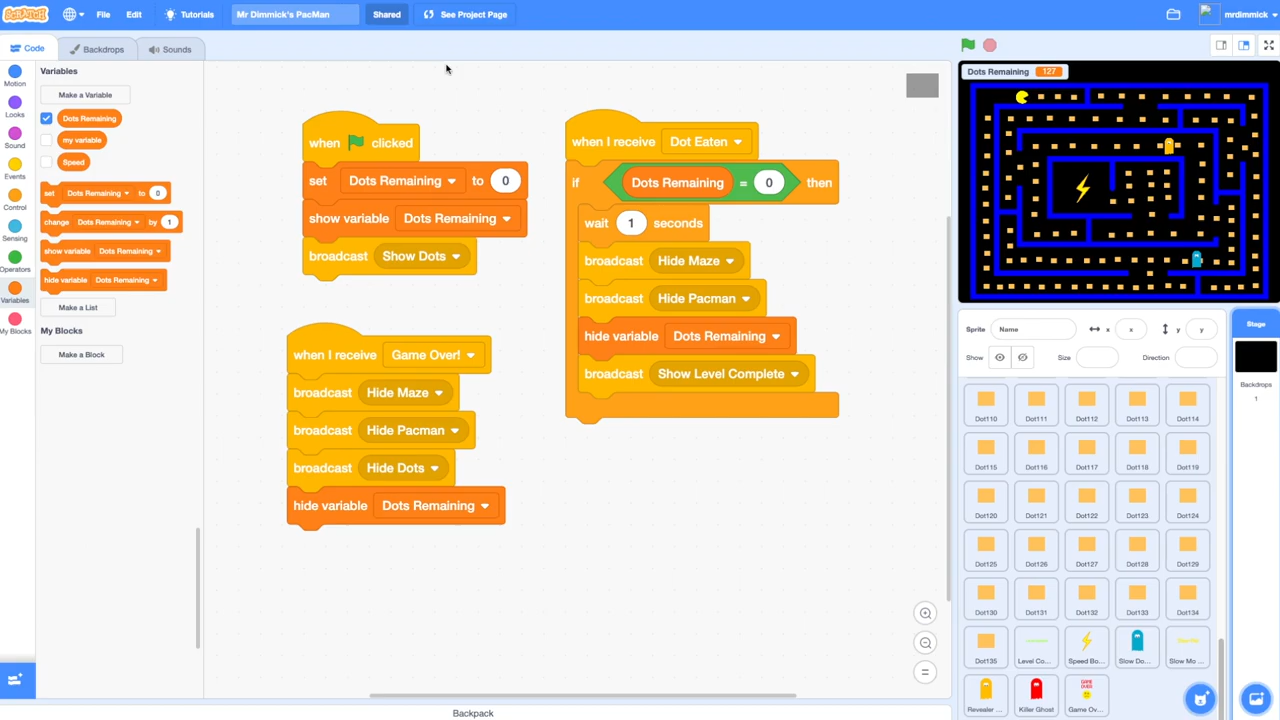 SCRATCH
File
Edit
Tutorials
Mr Dimmick's PacMan
Shared
See Project Page
mrdimmick
Code
Backdrops
Sounds
Motion
Looks
Sound
Events
Control
Sensing
Operators
Variables
My Blocks
Variables
Make a Variable
Dots Remaining
my variable
Speed
set Dots Remaining to 0
change Dots Remaining by 1
show variable Dots Remaining
hide variable Dots Remaining
Make a List
My Blocks
Make a Block
when clicked
set Dots Remaining to 0
show variable Dots Remaining
broadcast Show Dots
when I receive Game Over!
broadcast Hide Maze
broadcast Hide Pacman
broadcast Hide Dots
hide variable Dots Remaining
when I receive Dot Eaten
if Dots Remaining = 0 then
wait 1 seconds
broadcast Hide Maze
broadcast Hide Pacman
hide variable Dots Remaining
broadcast Show Level Complete
Backpack
Dots Remaining 127
Sprite Name x x y y
Show Size Direction
Dot110 Dot111 Dot112 Dot113 Dot114
Dot115 Dot116 Dot117 Dot118 Dot119
Dot120 Dot121 Dot122 Dot123 Dot124
Dot125 Dot126 Dot127 Dot128 Dot129
Dot130 Dot131 Dot132 Dot133 Dot134
Dot135 Level Co... Speed Bo... Slow Do... Slow Mo ...
GAME
OVER
Revealer ... Killer Ghost Game Ov...
Stage
Backdrops
1